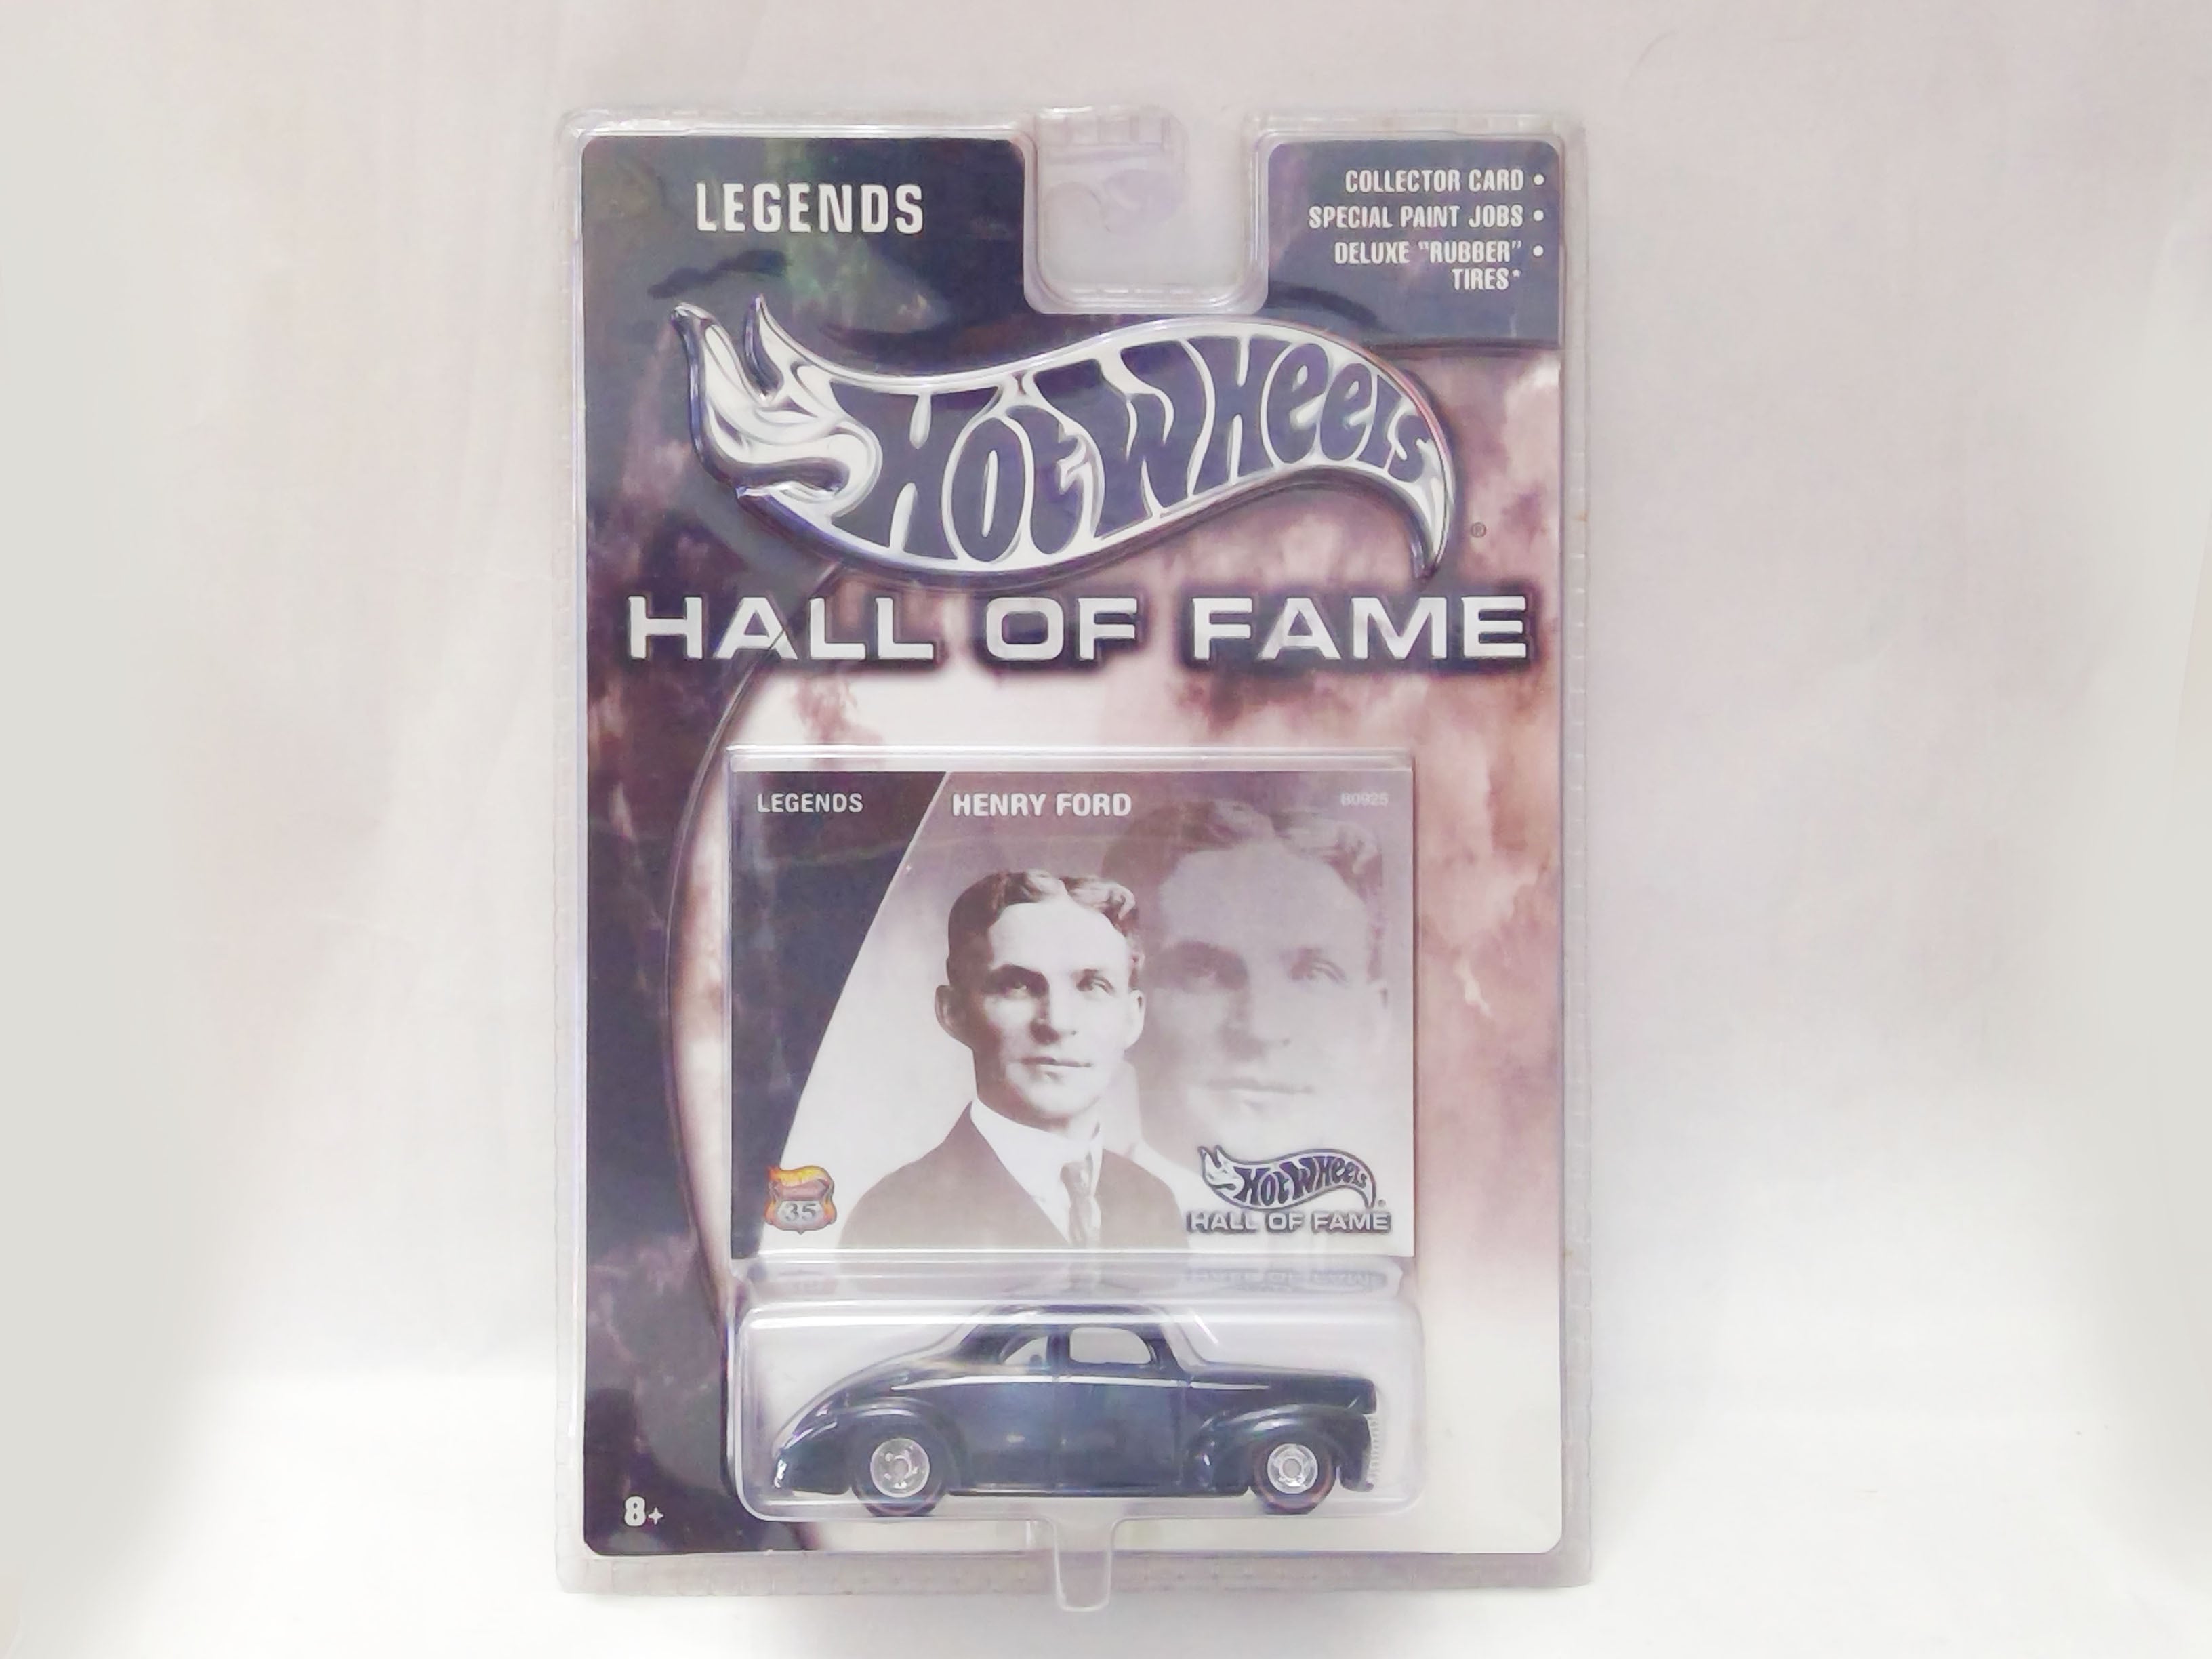 LEGENDS
COLLECTOR CARD •
SPECIAL PAINT JOBS •
DELUXE "RUBBER" •
TIRES*
Hot Wheels
®
HALL OF FAME
LEGENDS
HENRY FORD
B0925
35
Hot Wheels
HALL OF FAME
8+